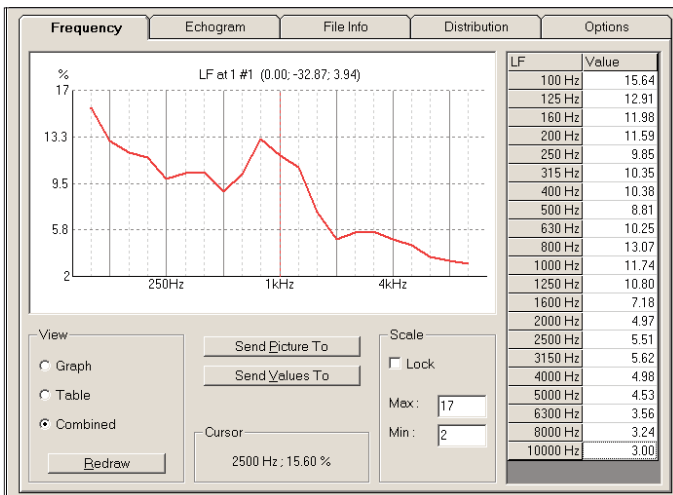 Frequency Echogram File Info Distribution Options
% LF at 1 #1 (0.00; -32.87; 3.94)
17
13.3
9.5
5.8
2
250Hz 1kHz 4kHz
View
Graph
Table
Combined
Redraw
Send Picture To
Send Values To
Cursor
2500 Hz ; 15.60 %
Scale
Lock
Max : 17
Min : 2
LF Value
100 Hz 15.64
125 Hz 12.91
160 Hz 11.98
200 Hz 11.59
250 Hz 9.85
315 Hz 10.35
400 Hz 10.38
500 Hz 8.81
630 Hz 10.25
800 Hz 13.07
1000 Hz 11.74
1250 Hz 10.80
1600 Hz 7.18
2000 Hz 4.97
2500 Hz 5.51
3150 Hz 5.62
4000 Hz 4.98
5000 Hz 4.53
6300 Hz 3.56
8000 Hz 3.24
10000 Hz 3.00